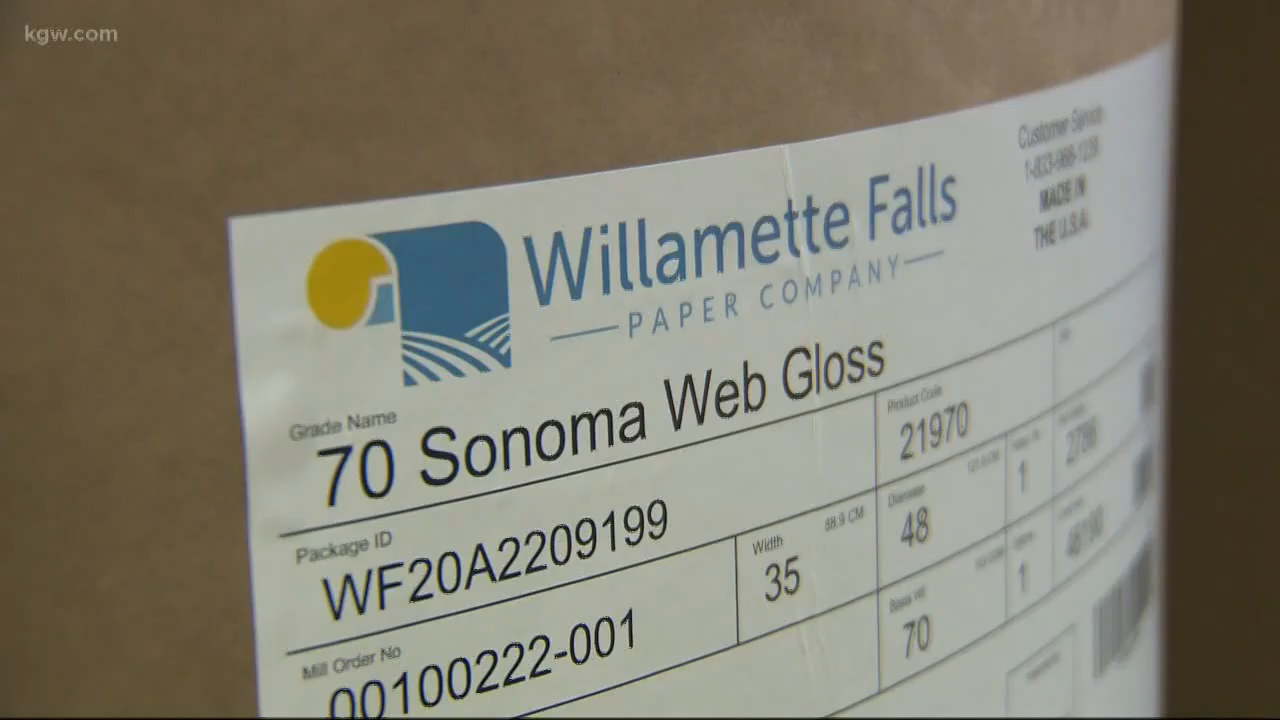 kgw.com
Customer Service
MADE IN
THE U.S.A.
Willamette Falls
PAPER COMPANY
Grade Name
70 Sonoma Web Gloss
Product Code
21970
Package ID
WF20A2209199
Width
88.9 CM
35
Diameter
48
1
Mill Order No
00100222-001
Basis Wt
70
1